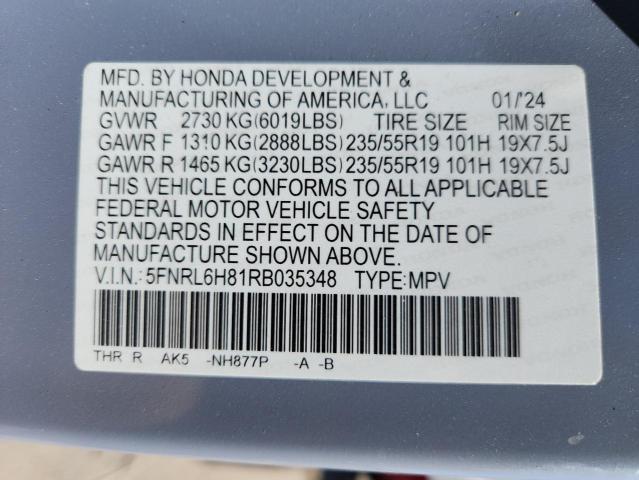 MFD. BY HONDA DEVELOPMENT &
MANUFACTURING OF AMERICA, LLC 01/'24
GVWR 2730 KG(6019LBS) TIRE SIZE RIM SIZE
GAWR F 1310 KG(2888LBS) 235/55R19 101H 19X7.5J
GAWR R 1465 KG(3230LBS) 235/55R19 101H 19X7.5J
THIS VEHICLE CONFORMS TO ALL APPLICABLE
FEDERAL MOTOR VEHICLE SAFETY
STANDARDS IN EFFECT ON THE DATE OF
MANUFACTURE SHOWN ABOVE.
V.I.N.:5FNRL6H81RB035348 TYPE:MPV
THR R AK5 -NH877P -A -B